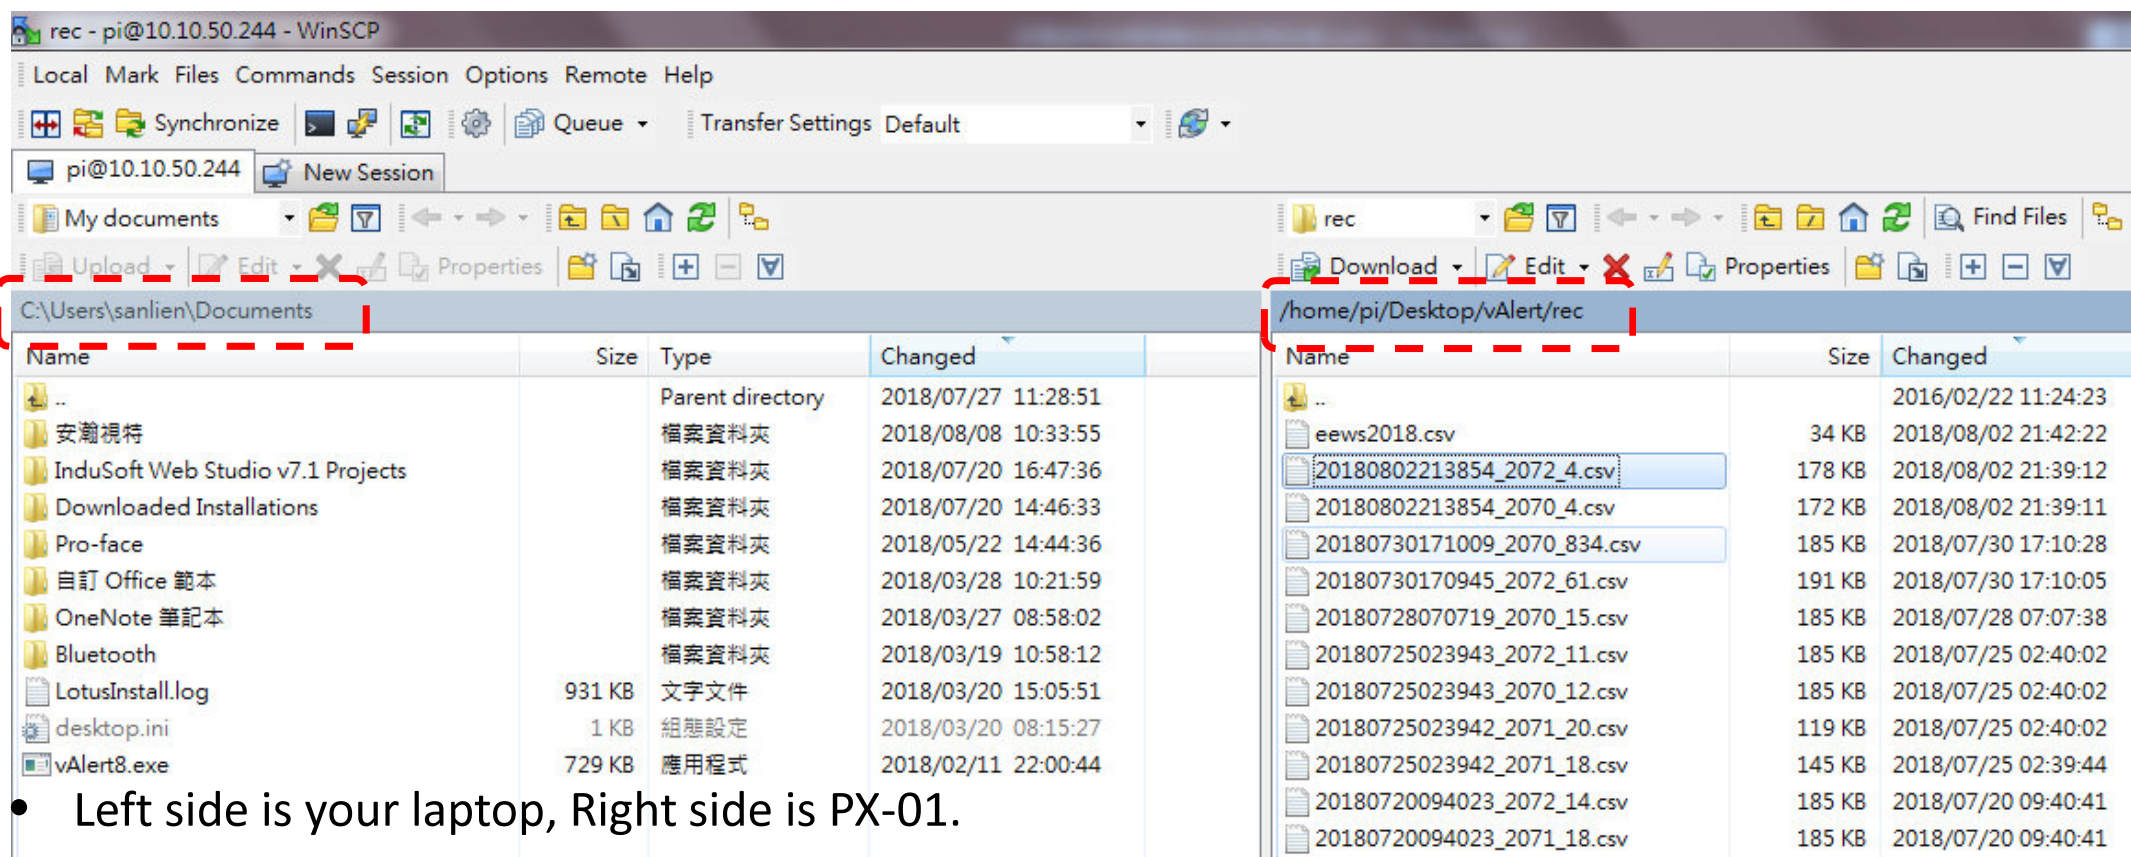 rec - pi@10.10.50.244 - WinSCP
Local Mark Files Commands Session Options Remote Help
Synchronize Queue Transfer Settings Default
pi@10.10.50.244 New Session
My documents rec Find Files
Upload Edit Properties Download Edit Properties
C:\Users\sanlien\Documents /home/pi/Desktop/vAlert/rec
Name Size Type Changed Name Size Changed
.. Parent directory 2018/07/27 11:28:51 .. 2016/02/22 11:24:23
安瀚視特 檔案資料夾 2018/08/08 10:33:55 eews2018.csv 34 KB 2018/08/02 21:42:22
InduSoft Web Studio v7.1 Projects 檔案資料夾 2018/07/20 16:47:36 20180802213854_2072_4.csv 178 KB 2018/08/02 21:39:12
Downloaded Installations 檔案資料夾 2018/07/20 14:46:33 20180802213854_2070_4.csv 172 KB 2018/08/02 21:39:11
Pro-face 檔案資料夾 2018/05/22 14:44:36 20180730171009_2070_834.csv 185 KB 2018/07/30 17:10:28
自訂 Office 範本 檔案資料夾 2018/03/28 10:21:59 20180730170945_2072_61.csv 191 KB 2018/07/30 17:10:05
OneNote 筆記本 檔案資料夾 2018/03/27 08:58:02 20180728070719_2070_15.csv 185 KB 2018/07/28 07:07:38
Bluetooth 檔案資料夾 2018/03/19 10:58:12 20180725023943_2072_11.csv 185 KB 2018/07/25 02:40:02
LotusInstall.log 931 KB 文字文件 2018/03/20 15:05:51 20180725023943_2070_12.csv 185 KB 2018/07/25 02:40:02
desktop.ini 1 KB 組態設定 2018/03/20 08:15:27 20180725023942_2071_20.csv 119 KB 2018/07/25 02:40:02
vAlert8.exe 729 KB 應用程式 2018/02/11 22:00:44 20180725023942_2071_18.csv 145 KB 2018/07/25 02:39:44
• Left side is your laptop, Right side is PX-01. 20180720094023_2072_14.csv 185 KB 2018/07/20 09:40:41
20180720094023_2071_18.csv 185 KB 2018/07/20 09:40:41